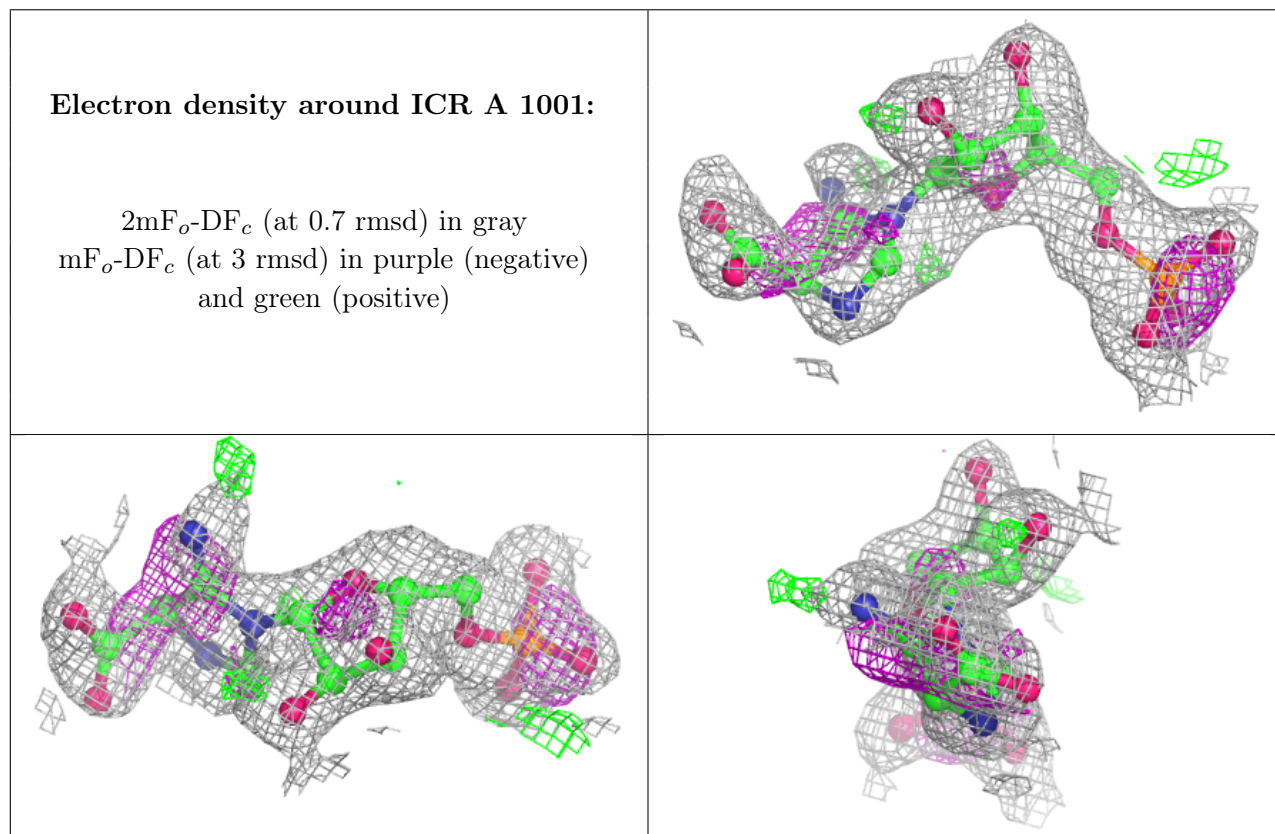 Electron density around ICR A 1001:
2mFo-DFc (at 0.7 rmsd) in gray
mFo-DFc (at 3 rmsd) in purple (negative)
and green (positive)